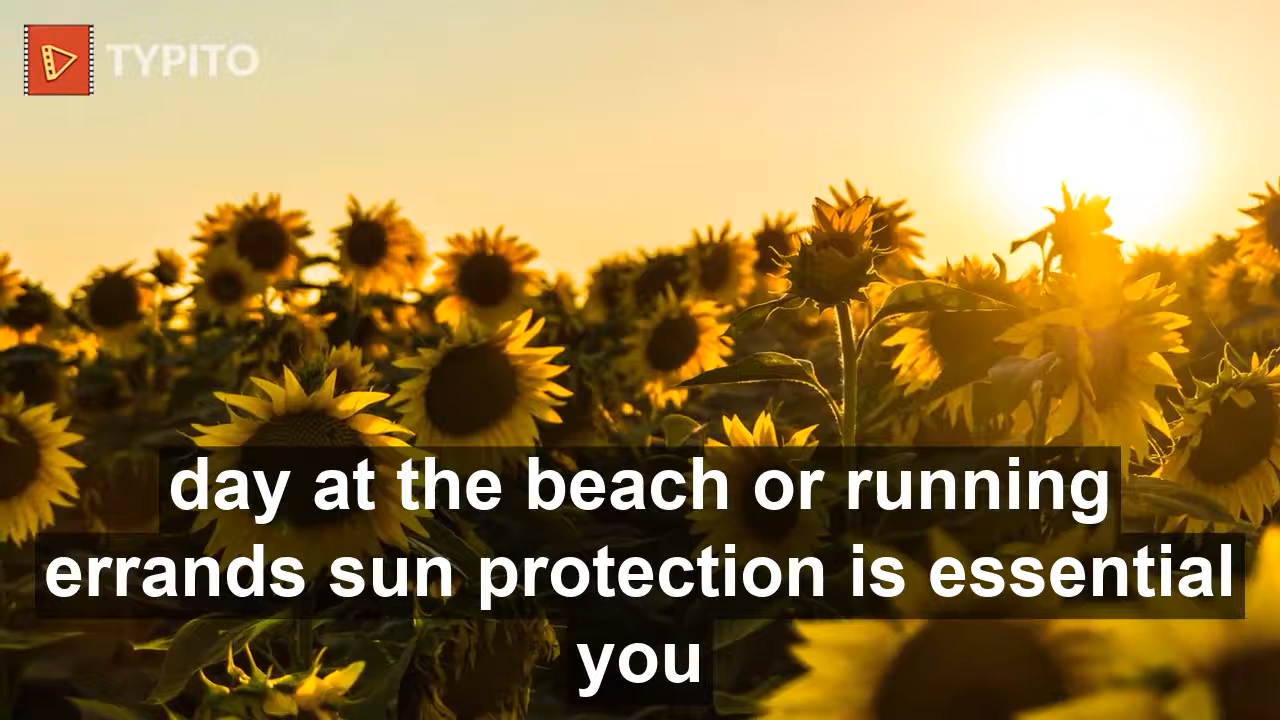 TYPITO
day at the beach or running
errands sun protection is essential
you